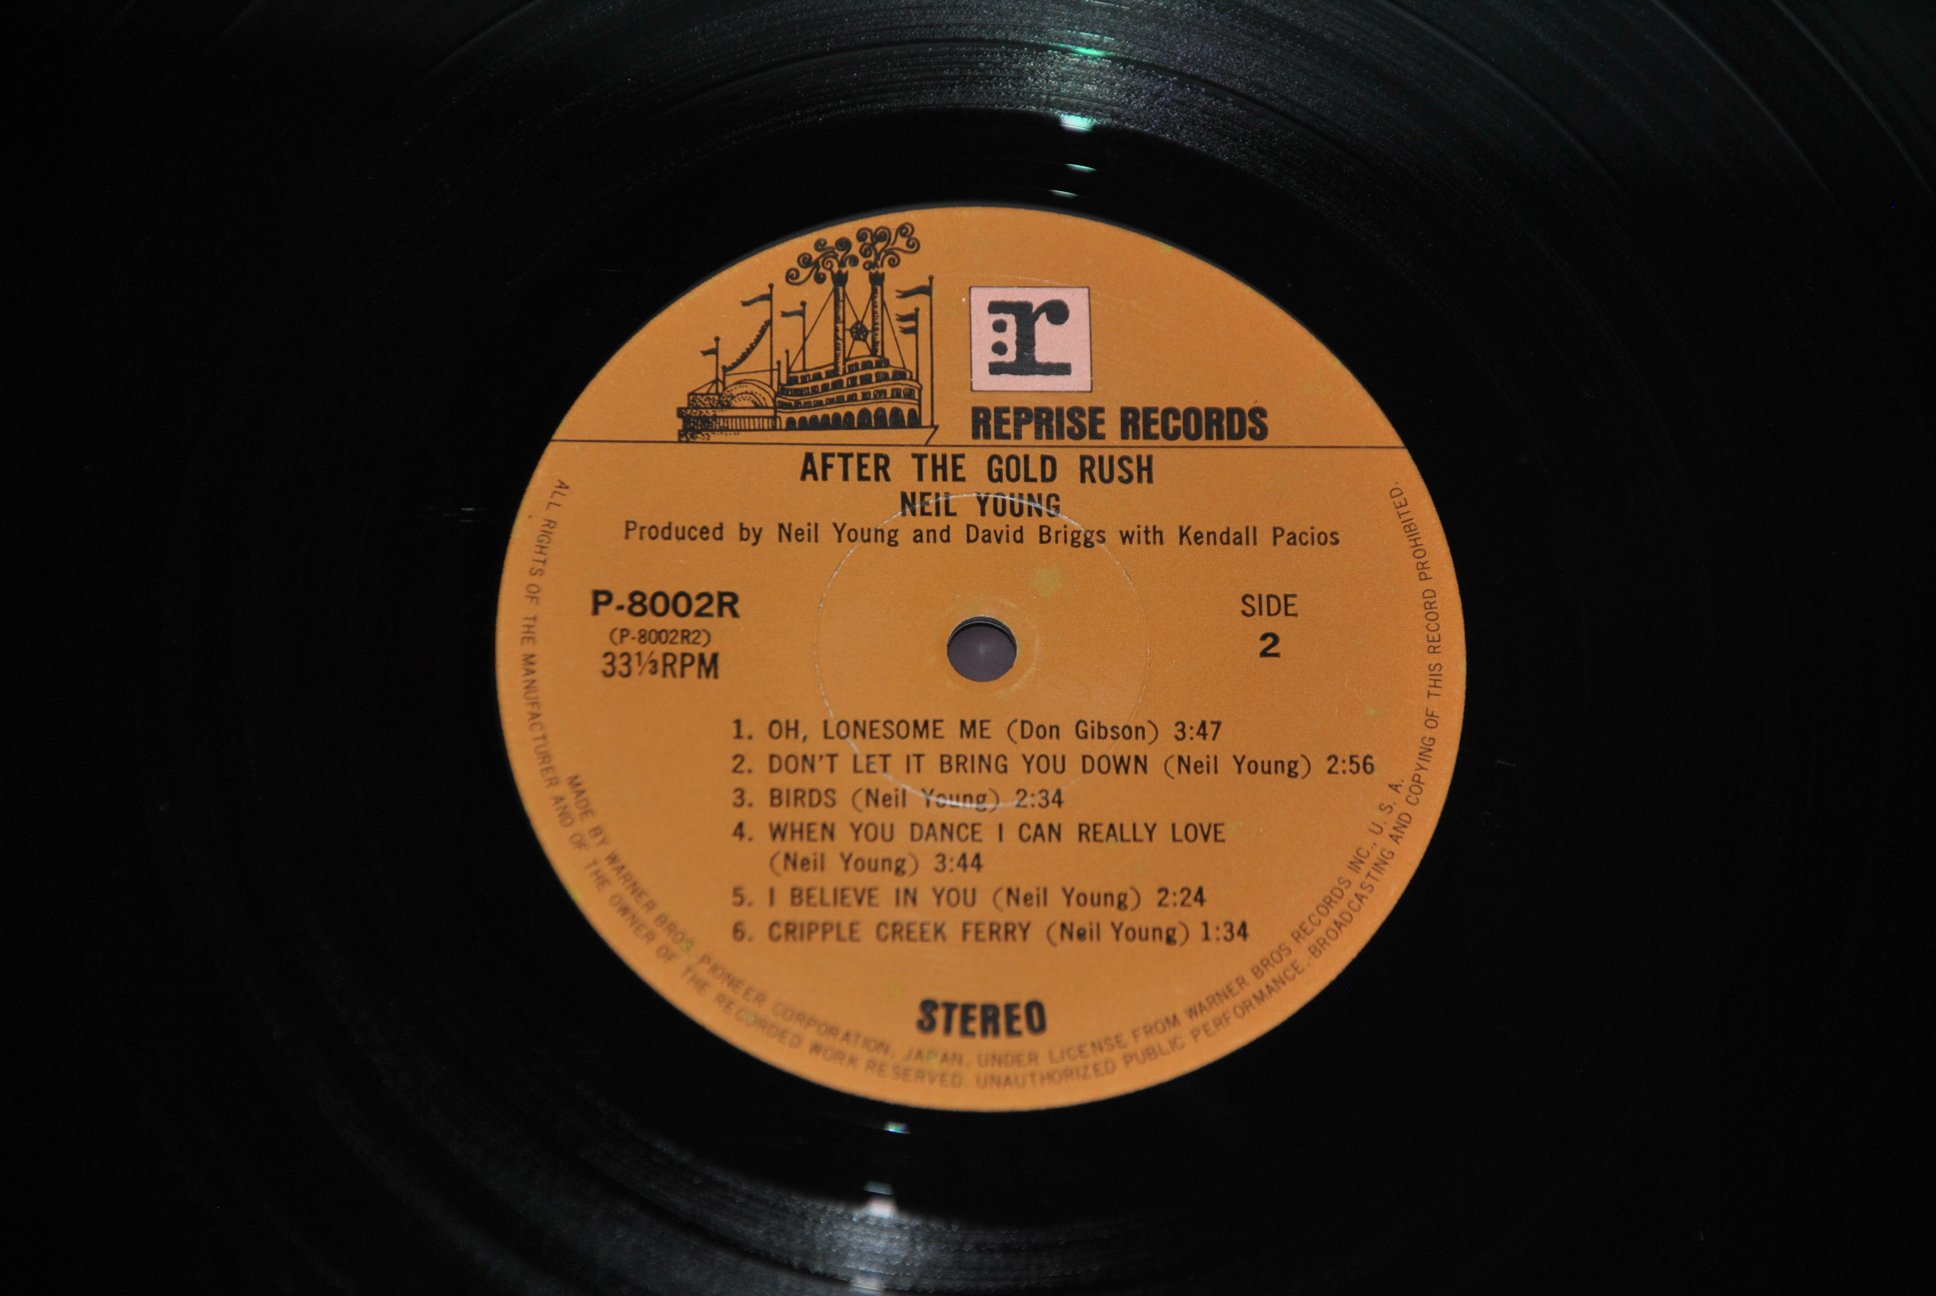 :r
REPRISE RECORDS
AFTER THE GOLD RUSH
NEIL YOUNG
Produced by Neil Young and David Briggs with Kendall Pacios
P-8002R
(P-8002R2)
33⅓RPM
SIDE
2
1. OH, LONESOME ME (Don Gibson) 3:47
2. DON'T LET IT BRING YOU DOWN (Neil Young) 2:56
3. BIRDS (Neil Young) 2:34
4. WHEN YOU DANCE I CAN REALLY LOVE
(Neil Young) 3:44
5. I BELIEVE IN YOU (Neil Young) 2:24
6. CRIPPLE CREEK FERRY (Neil Young) 1:34
STEREO
MADE BY WARNER BROS. PIONEER CORPORATION, JAPAN, UNDER LICENSE FROM WARNER BROS RECORDS INC., U. S. A.
ALL RIGHTS OF THE MANUFACTURER AND OF THE OWNER OF THE RECORDED WORK RESERVED. UNAUTHORIZED PUBLIC PERFORMANCE, BROADCASTING AND COPYING OF THIS RECORD PROHIBITED.